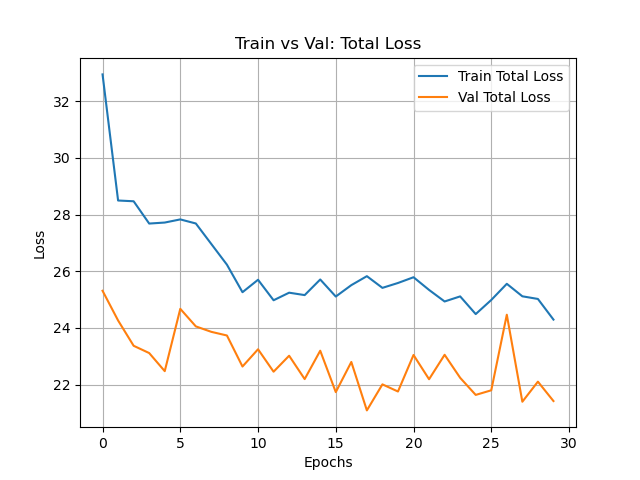 Train vs Val: Total Loss
Train Total Loss
Val Total Loss
Loss
32
30
28
26
24
22
0 5 10 15 20 25 30
Epochs